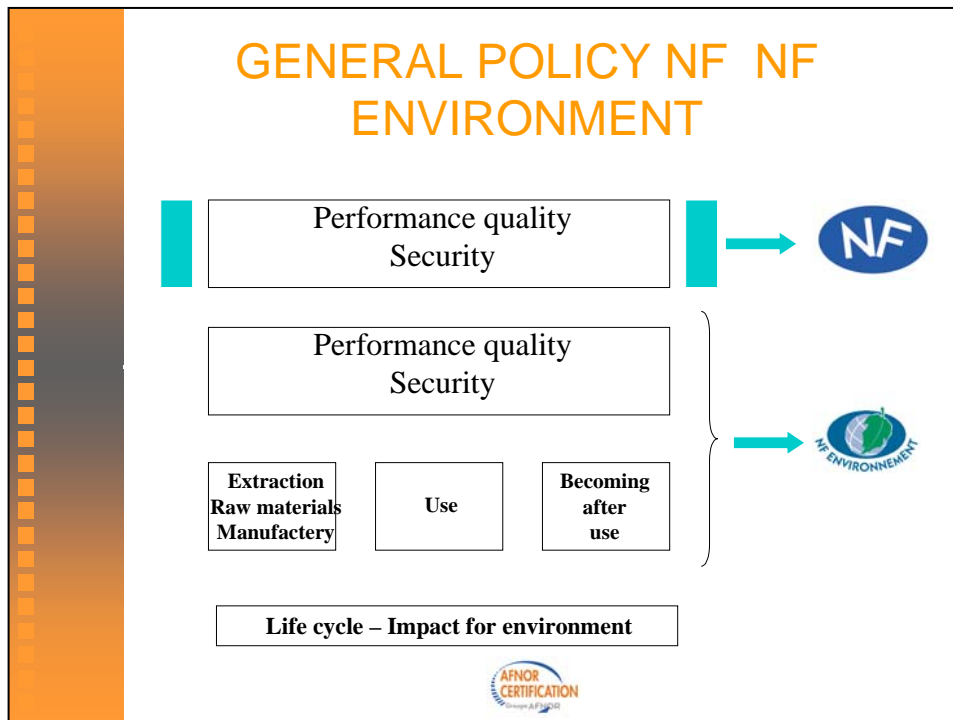 GENERAL POLICY NF NF
ENVIRONMENT
Performance quality
Security
NF
Performance quality
Security
NF ENVIRONNEMENT
Extraction
Raw materials
Manufactery
Use
Becoming
after
use
Life cycle – Impact for environment
AFNOR
CERTIFICATION
Groupe AFNOR